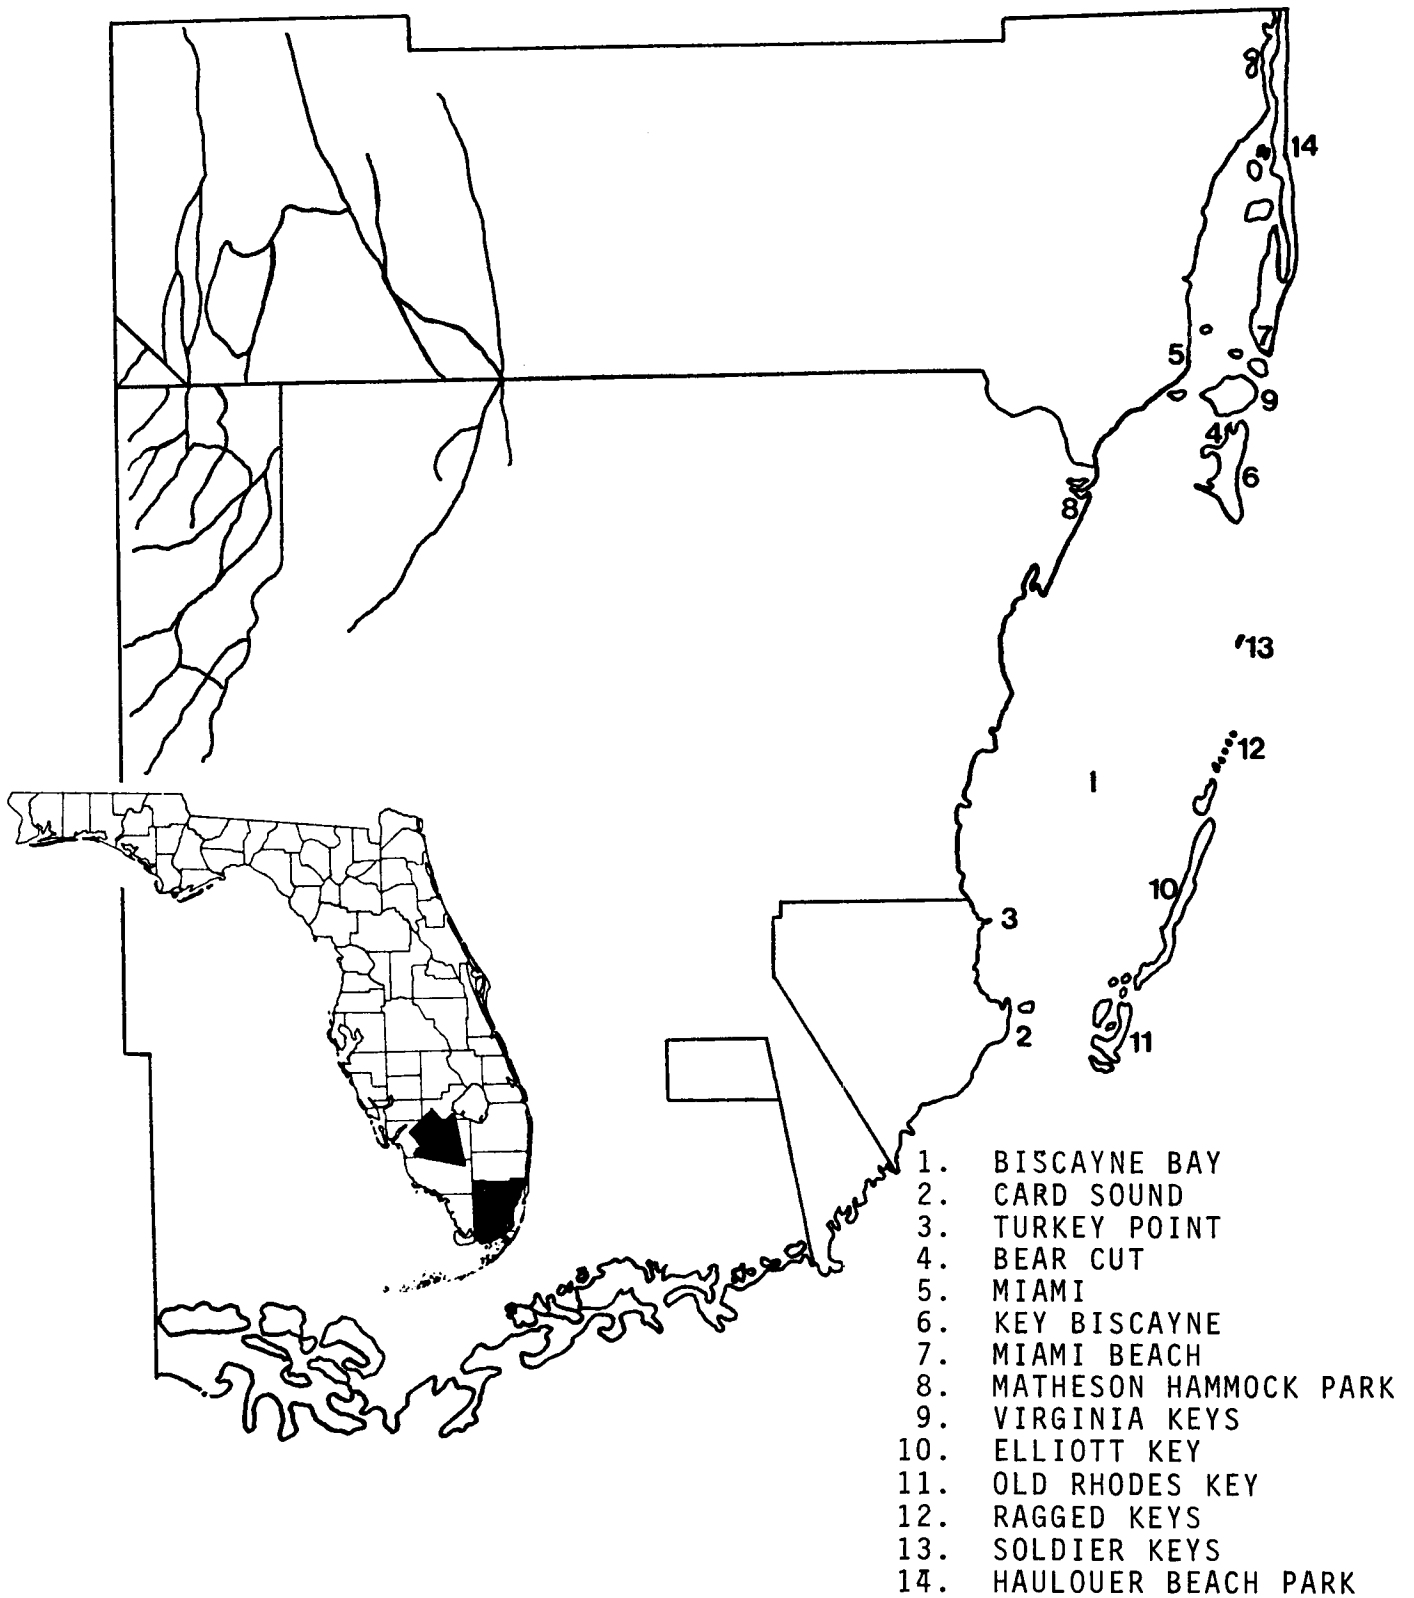 14
7
5
9
4
6
8
13
12
1
10
3
2
11
1. BISCAYNE BAY
2. CARD SOUND
3. TURKEY POINT
4. BEAR CUT
5. MIAMI
6. KEY BISCAYNE
7. MIAMI BEACH
8. MATHESON HAMMOCK PARK
9. VIRGINIA KEYS
10. ELLIOTT KEY
11. OLD RHODES KEY
12. RAGGED KEYS
13. SOLDIER KEYS
14. HAULOUER BEACH PARK